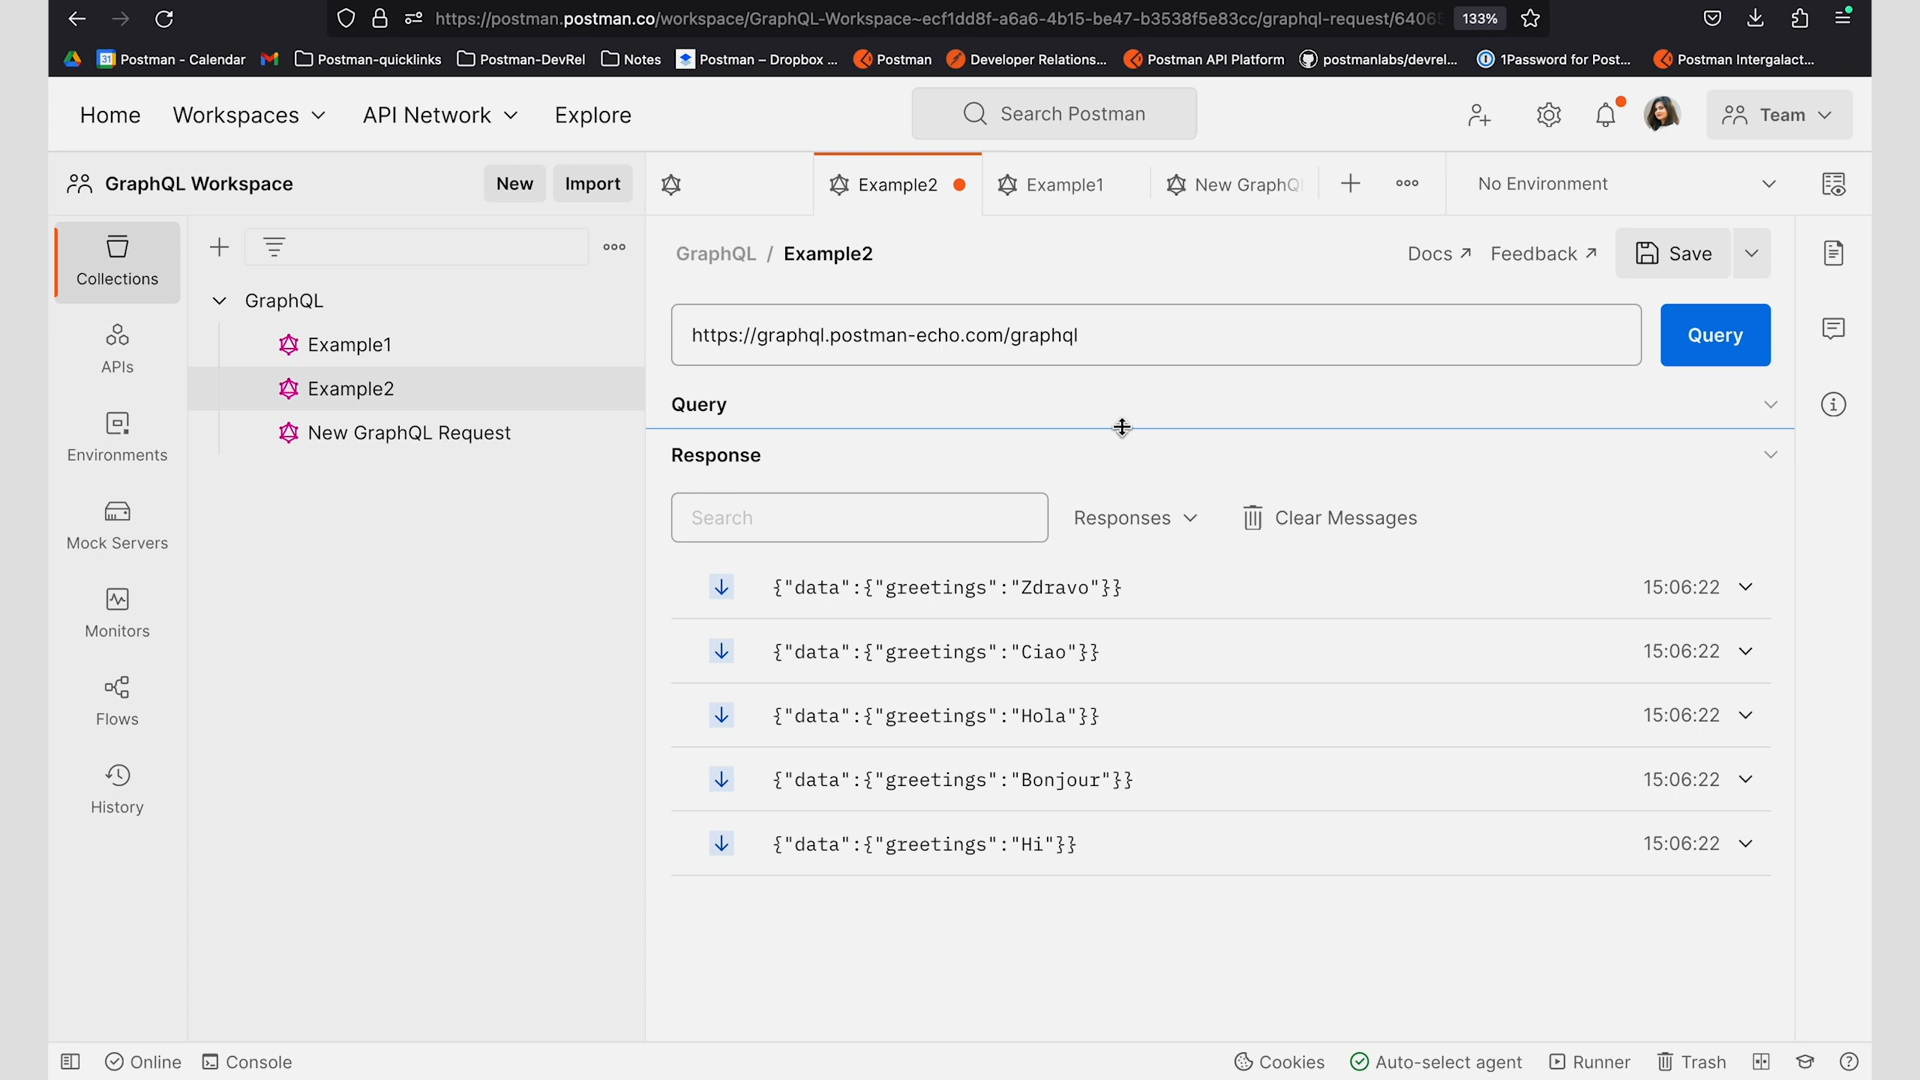 https://postman.postman.co/workspace/GraphQL-Workspace~ecf1dd8f-a6a6-4b15-be47-b3538f5e83cc/graphql-request/64065 133%
31 Postman - Calendar Postman-quicklinks Postman-DevRel Notes Postman – Dropbox ... Postman Developer Relations... Postman API Platform postmanlabs/devrel... 1Password for Post... Postman Intergalact...
Home Workspaces API Network Explore Search Postman Team
GraphQL Workspace New Import Example2 Example1 New GraphQ No Environment
GraphQL / Example2 Docs Feedback Save
Collections
GraphQL
Example1
Example2
New GraphQL Request
APIs
Environments
Mock Servers
Monitors
Flows
History
https://graphql.postman-echo.com/graphql Query
Query
Response
Search Responses Clear Messages
{"data":{"greetings":"Zdravo"}} 15:06:22
{"data":{"greetings":"Ciao"}} 15:06:22
{"data":{"greetings":"Hola"}} 15:06:22
{"data":{"greetings":"Bonjour"}} 15:06:22
{"data":{"greetings":"Hi"}} 15:06:22
Online Console Cookies Auto-select agent Runner Trash